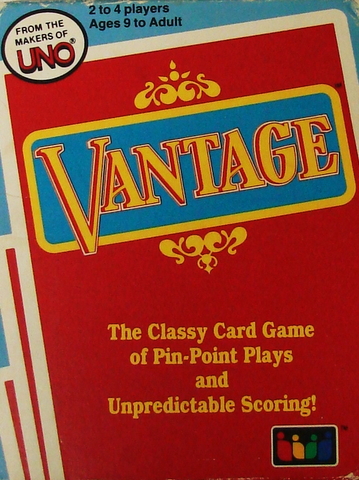 FROM THE
MAKERS OF
UNO®
2 to 4 players
Ages 9 to Adult
VANTAGE
The Classy Card Game
of Pin-Point Plays
and
Unpredictable Scoring!